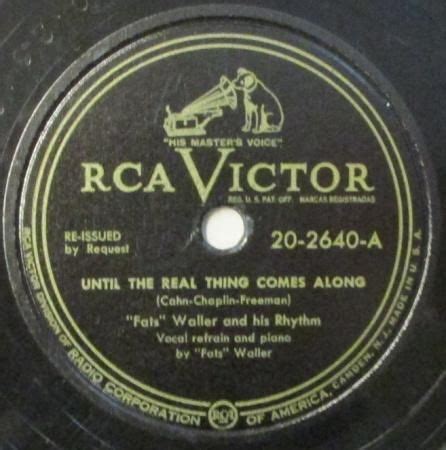 "HIS MASTER'S VOICE"
RCA VICTOR
REG. U. S. PAT. OFF. MARCAS REGISTRADAS
RE-ISSUED
by Request
20-2640-A
UNTIL THE REAL THING COMES ALONG
(Cahn-Chaplin-Freeman)
"Fats" Waller and his Rhythm
Vocal refrain and piano
by "Fats" Waller
RCA VICTOR DIVISION OF RADIO CORPORATION OF AMERICA, CAMDEN, N.J. MADE IN U. S. A.
RCA